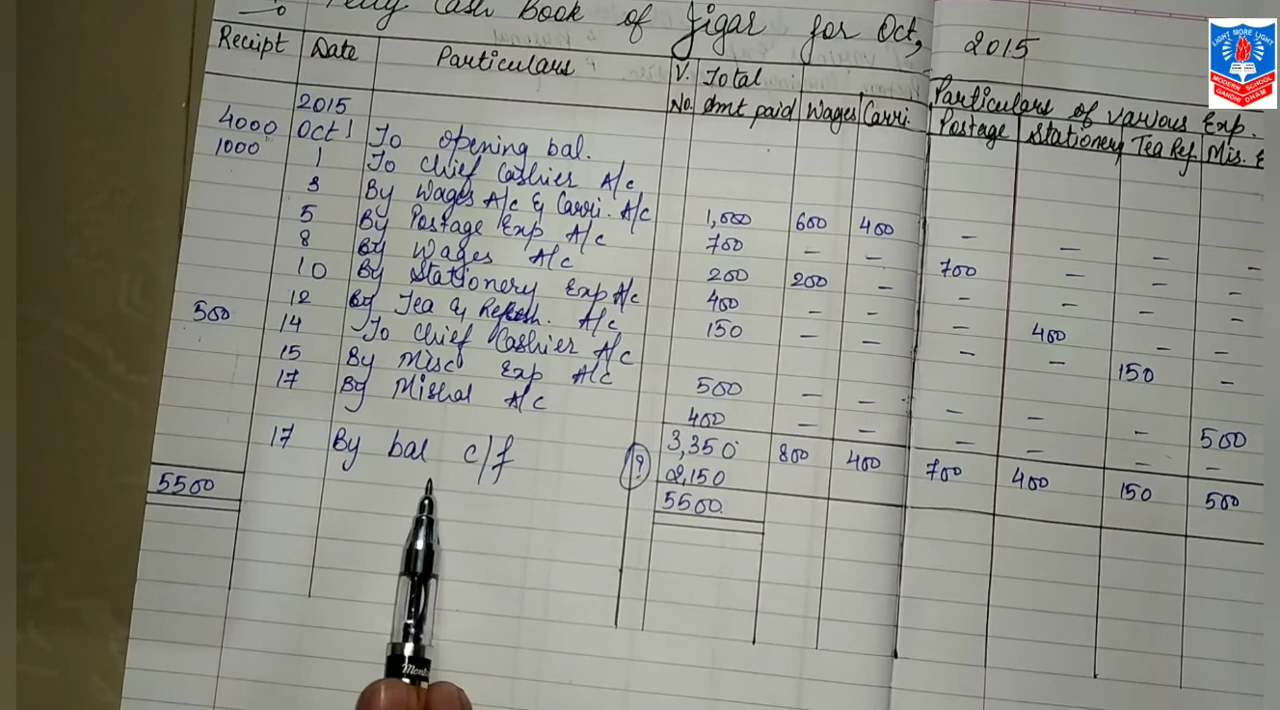 Petty Cash Book of Jigar for Oct, 2015
LIGHT MORE LIGHT
MODERN SCHOOL
GANDHIDHAM
Receipt Date Particulars V. No. Total Amt paid Wages Carri. Particulars of various Exp.
Postage Stationery Tea Ref Mis. E
2015
4000 Oct 1 To opening bal.
1000 1 To Chief Cashier A/c
3 By Wages A/c & Carri. A/c 1,000 600 400 – – – –
5 By Postage Exp A/c 700 – – 700 – – –
8 By Wages A/c 200 200 – – – – –
10 By Stationery Exp A/c 400 – – – 400 – –
12 By Tea & Refresh. A/c 150 – – – – 150 –
500 14 To Chief Cashier A/c
15 By Misc Exp A/c 500 – – – – – 500
17 By Mishal A/c 400 – – – – – –
3,350 800 400 700 400 150 500
17 By bal c/f ? 2,150
5500 5500